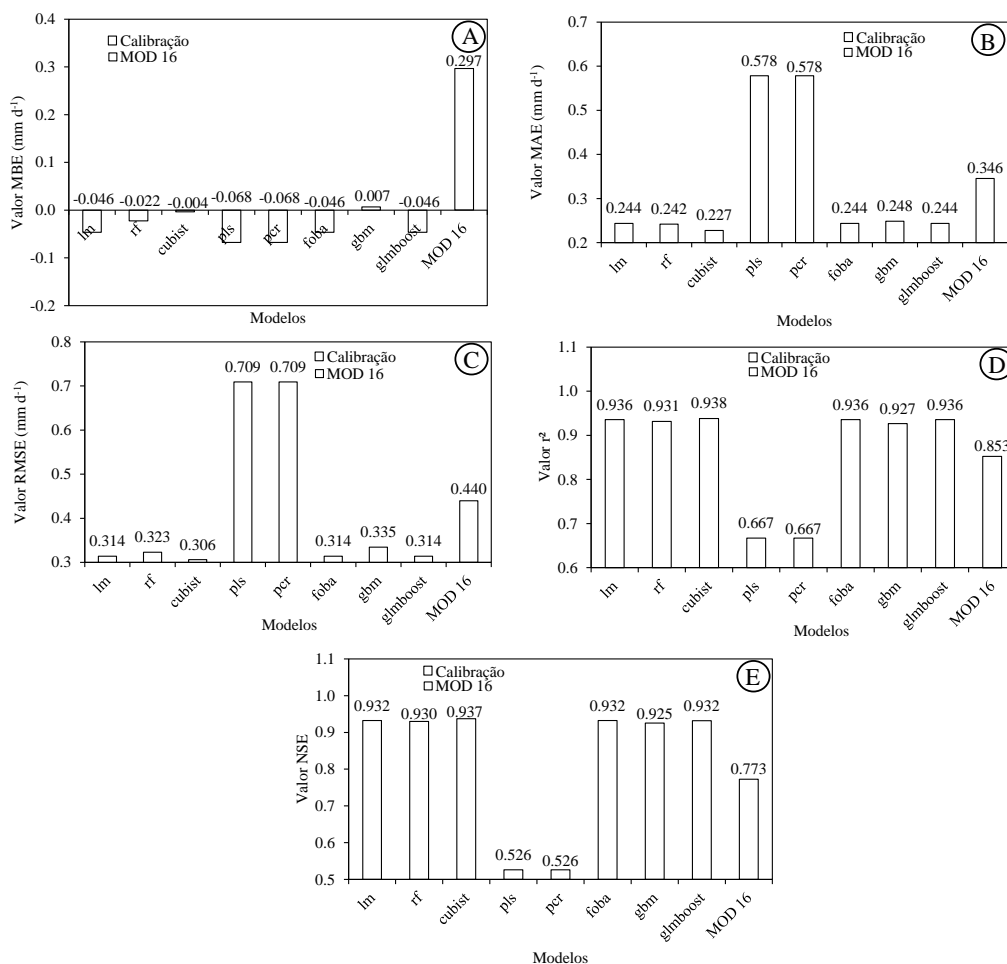 A
Calibração
MOD 16
Valor MBE (mm d-1)
0.4
0.3
0.2
0.1
0.0
-0.1
-0.2
-0.046
-0.022
-0.004
-0.068
-0.068
-0.046
0.007
-0.046
0.297
lm
rf
cubist
pls
pcr
foba
gbm
glmboost
MOD 16
Modelos
B
Calibração
MOD 16
Valor MAE (mm d-1)
0.7
0.6
0.5
0.4
0.3
0.2
0.244
0.242
0.227
0.578
0.578
0.244
0.248
0.244
0.346
lm
rf
cubist
pls
pcr
foba
gbm
glmboost
MOD 16
Modelos
C
Calibração
MOD 16
Valor RMSE (mm d-1)
0.8
0.7
0.6
0.5
0.4
0.3
0.314
0.323
0.306
0.709
0.709
0.314
0.335
0.314
0.440
lm
rf
cubist
pls
pcr
foba
gbm
glmboost
MOD 16
Modelos
D
Calibração
MOD 16
Valor r²
1.1
1.0
0.9
0.8
0.7
0.6
0.936
0.931
0.938
0.667
0.667
0.936
0.927
0.936
0.853
lm
rf
cubist
pls
pcr
foba
gbm
glmboost
MOD 16
Modelos
E
Calibração
MOD 16
Valor NSE
1.1
1.0
0.9
0.8
0.7
0.6
0.5
0.932
0.930
0.937
0.526
0.526
0.932
0.925
0.932
0.773
lm
rf
cubist
pls
pcr
foba
gbm
glmboost
MOD 16
Modelos